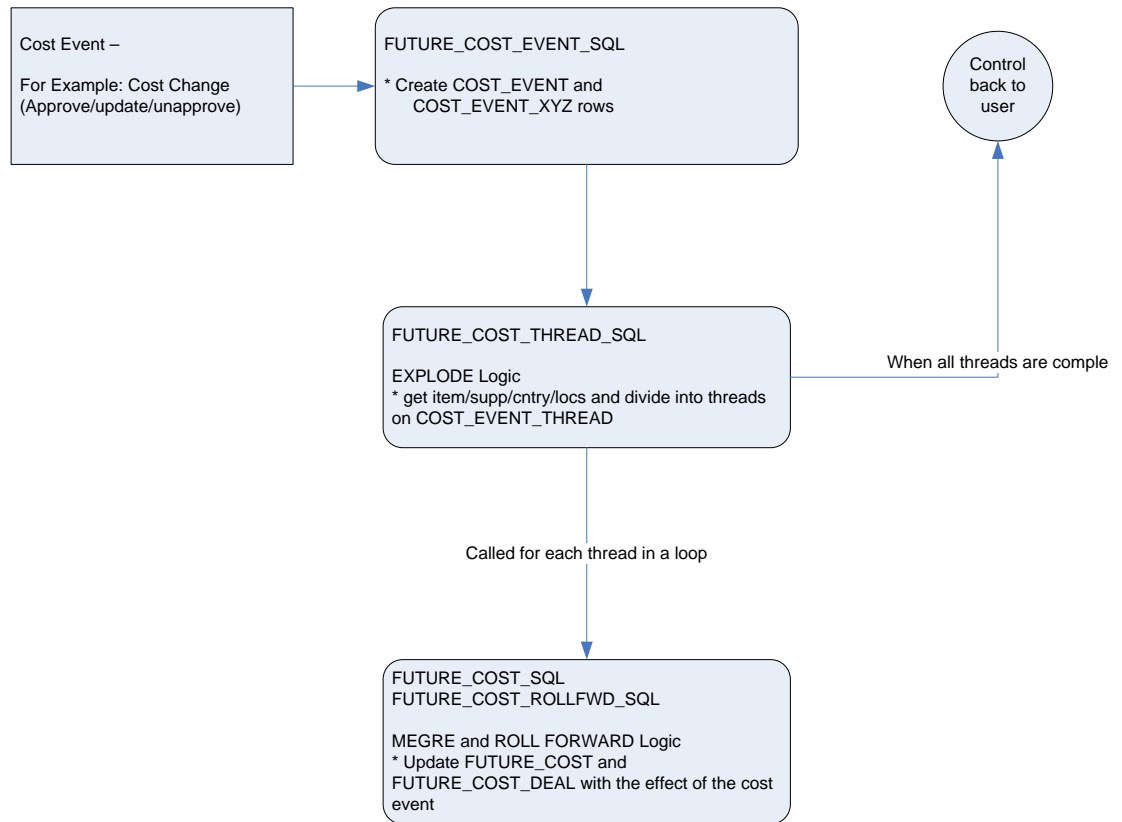 Cost Event –
For Example: Cost Change
(Approve/update/unapprove)
FUTURE_COST_EVENT_SQL
* Create COST_EVENT and
COST_EVENT_XYZ rows
Control
back to
user
FUTURE_COST_THREAD_SQL
EXPLODE Logic
* get item/supp/cntry/locs and divide into threads
on COST_EVENT_THREAD
When all threads are comple
Called for each thread in a loop
FUTURE_COST_SQL
FUTURE_COST_ROLLFWD_SQL
MEGRE and ROLL FORWARD Logic
* Update FUTURE_COST and
FUTURE_COST_DEAL with the effect of the cost
event